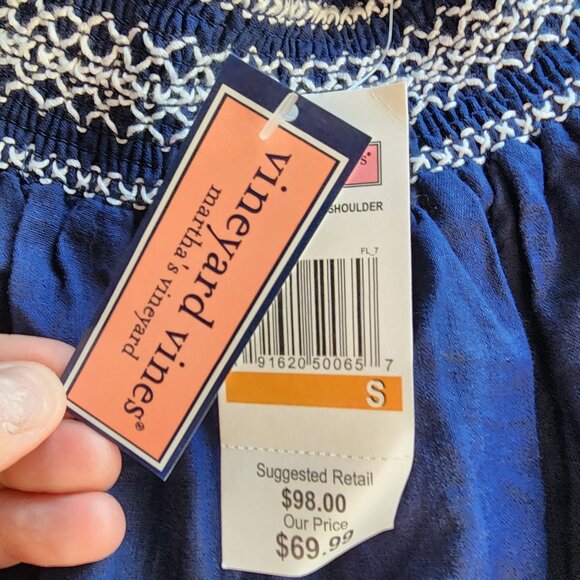 vineyard vines®
martha's vineyard
SHOULDER
FL_7
91620 50065 7
S
Suggested Retail
$98.00
Our Price
$69.99